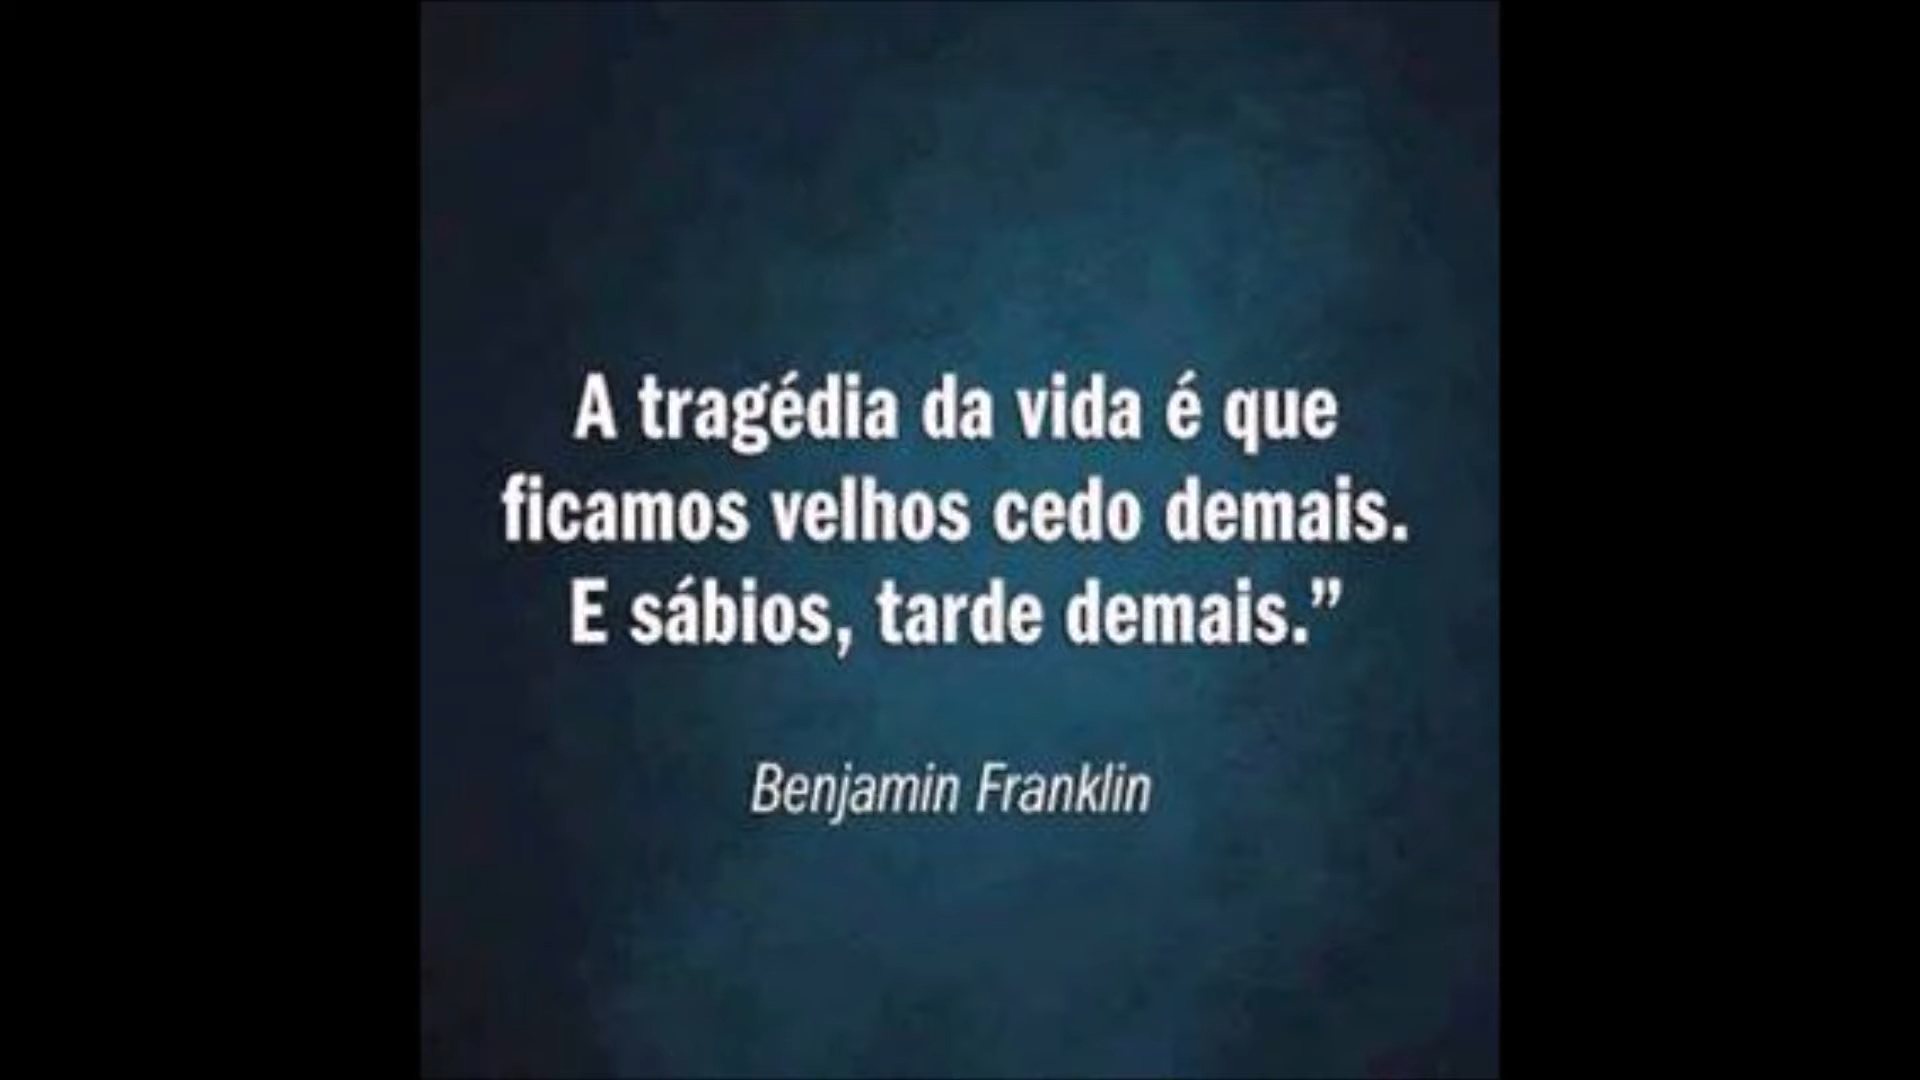 A tragédia da vida é que
ficamos velhos cedo demais.
E sábios, tarde demais.”
Benjamin Franklin